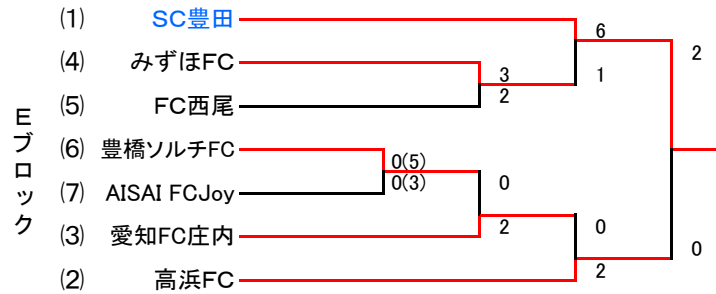 Eブロック
(1) SC豊田
(4) みずほFC
(5) FC西尾
(6) 豊橋ソルチFC
(7) AISAI FCJoy
(3) 愛知FC庄内
(2) 高浜FC
6
1
3
2
0(5)
0(3)
0
2
0
2
2
0